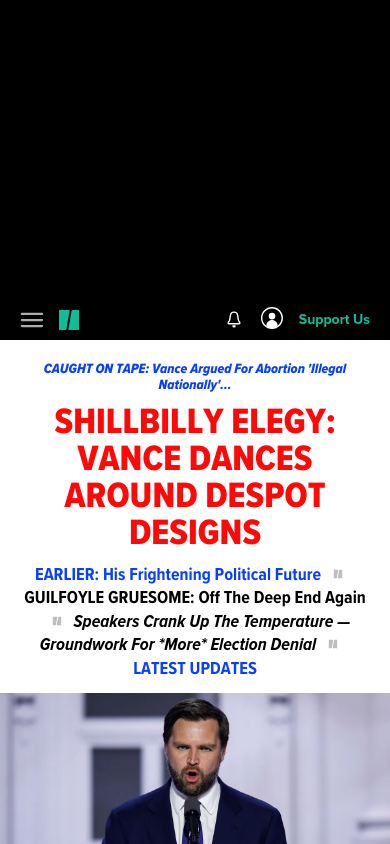 Support Us
CAUGHT ON TAPE: Vance Argued For Abortion 'Illegal
Nationally'...
SHILLBILLY ELEGY:
VANCE DANCES
AROUND DESPOT
DESIGNS
EARLIER: His Frightening Political Future
GUILFOYLE GRUESOME: Off The Deep End Again
Speakers Crank Up The Temperature —
Groundwork For *More* Election Denial
LATEST UPDATES